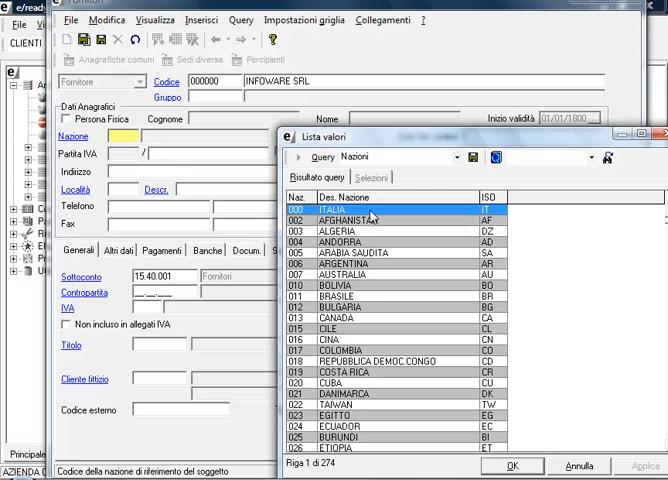 e/ready
Fornitori
File Modifica Visualizza Inserisci Query Impostazioni griglia Collegamenti ?
File
CLIENTI
Anagrafiche comuni Sedi diverse Percipienti
Fornitore Codice 000000 INFOWARE SRL
Gruppo
Dati Anagrafici
Persona Fisica Cognome Nome Inizio validità 01/01/1800
Nazione
Partita IVA /
Indirizzo
Località Descr.
Telefono
Fax
Generali Altri dati Pagamenti Banche Docum.
Sottoconto 15.40.001 Fornitori
Contropartita __.__.___
IVA
Non incluso in allegati IVA
Titolo
Cliente fittizio
Codice esterno
Principale
AZIENDA
Codice della nazione di riferimento del soggetto
Lista valori
Query Nazioni
Risultato query Selezioni
Naz. Des. Nazione ISO
000 ITALIA IT
002 AFGHANISTAN AF
003 ALGERIA DZ
004 ANDORRA AD
005 ARABIA SAUDITA SA
006 ARGENTINA AR
007 AUSTRALIA AU
010 BOLIVIA BO
011 BRASILE BR
012 BULGARIA BG
013 CANADA CA
015 CILE CL
016 CINA CN
017 COLOMBIA CO
018 REPUBBLICA DEMOC.CONGO CD
019 COSTA RICA CR
020 CUBA CU
021 DANIMARCA DK
022 TAIWAN TW
023 EGITTO EG
024 ECUADOR EC
025 BURUNDI BI
026 ETIOPIA ET
Riga 1 di 274
OK Annulla Applica